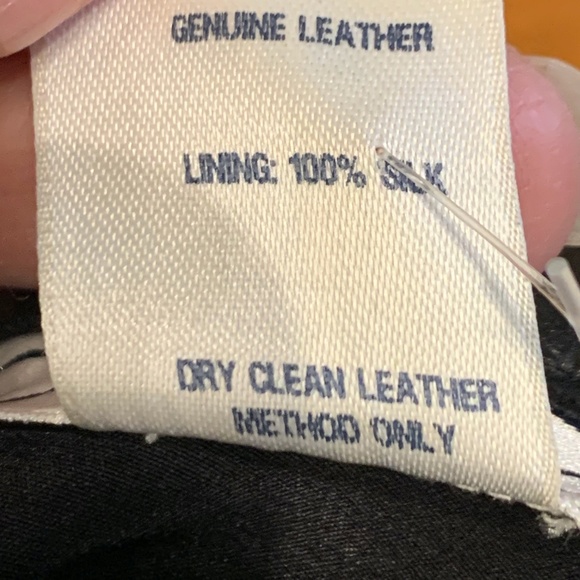 GENUINE LEATHER
LINING: 100% SILK
DRY CLEAN LEATHER
METHOD ONLY